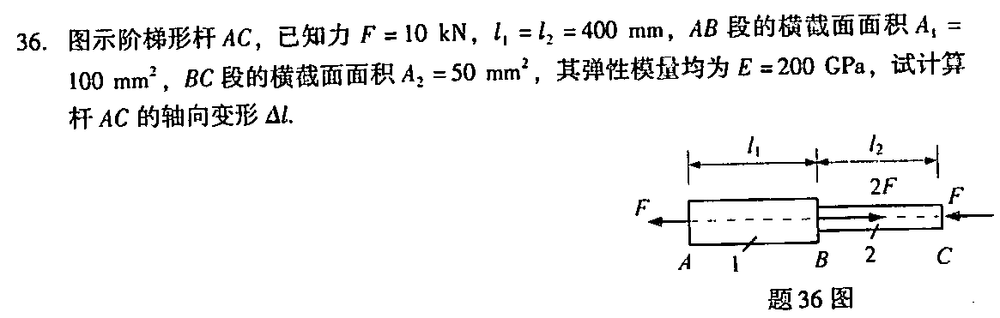 36. 图示阶梯形杆 AC，已知力 F = 10 kN，l₁ = l₂ = 400 mm，AB 段的横截面面积 A₁ =
100 mm²，BC 段的横截面面积 A₂ = 50 mm²，其弹性模量均为 E = 200 GPa，试计算
杆 AC 的轴向变形 Δl.
l₁ l₂
2F
F F
A 1 B 2 C
题 36 图